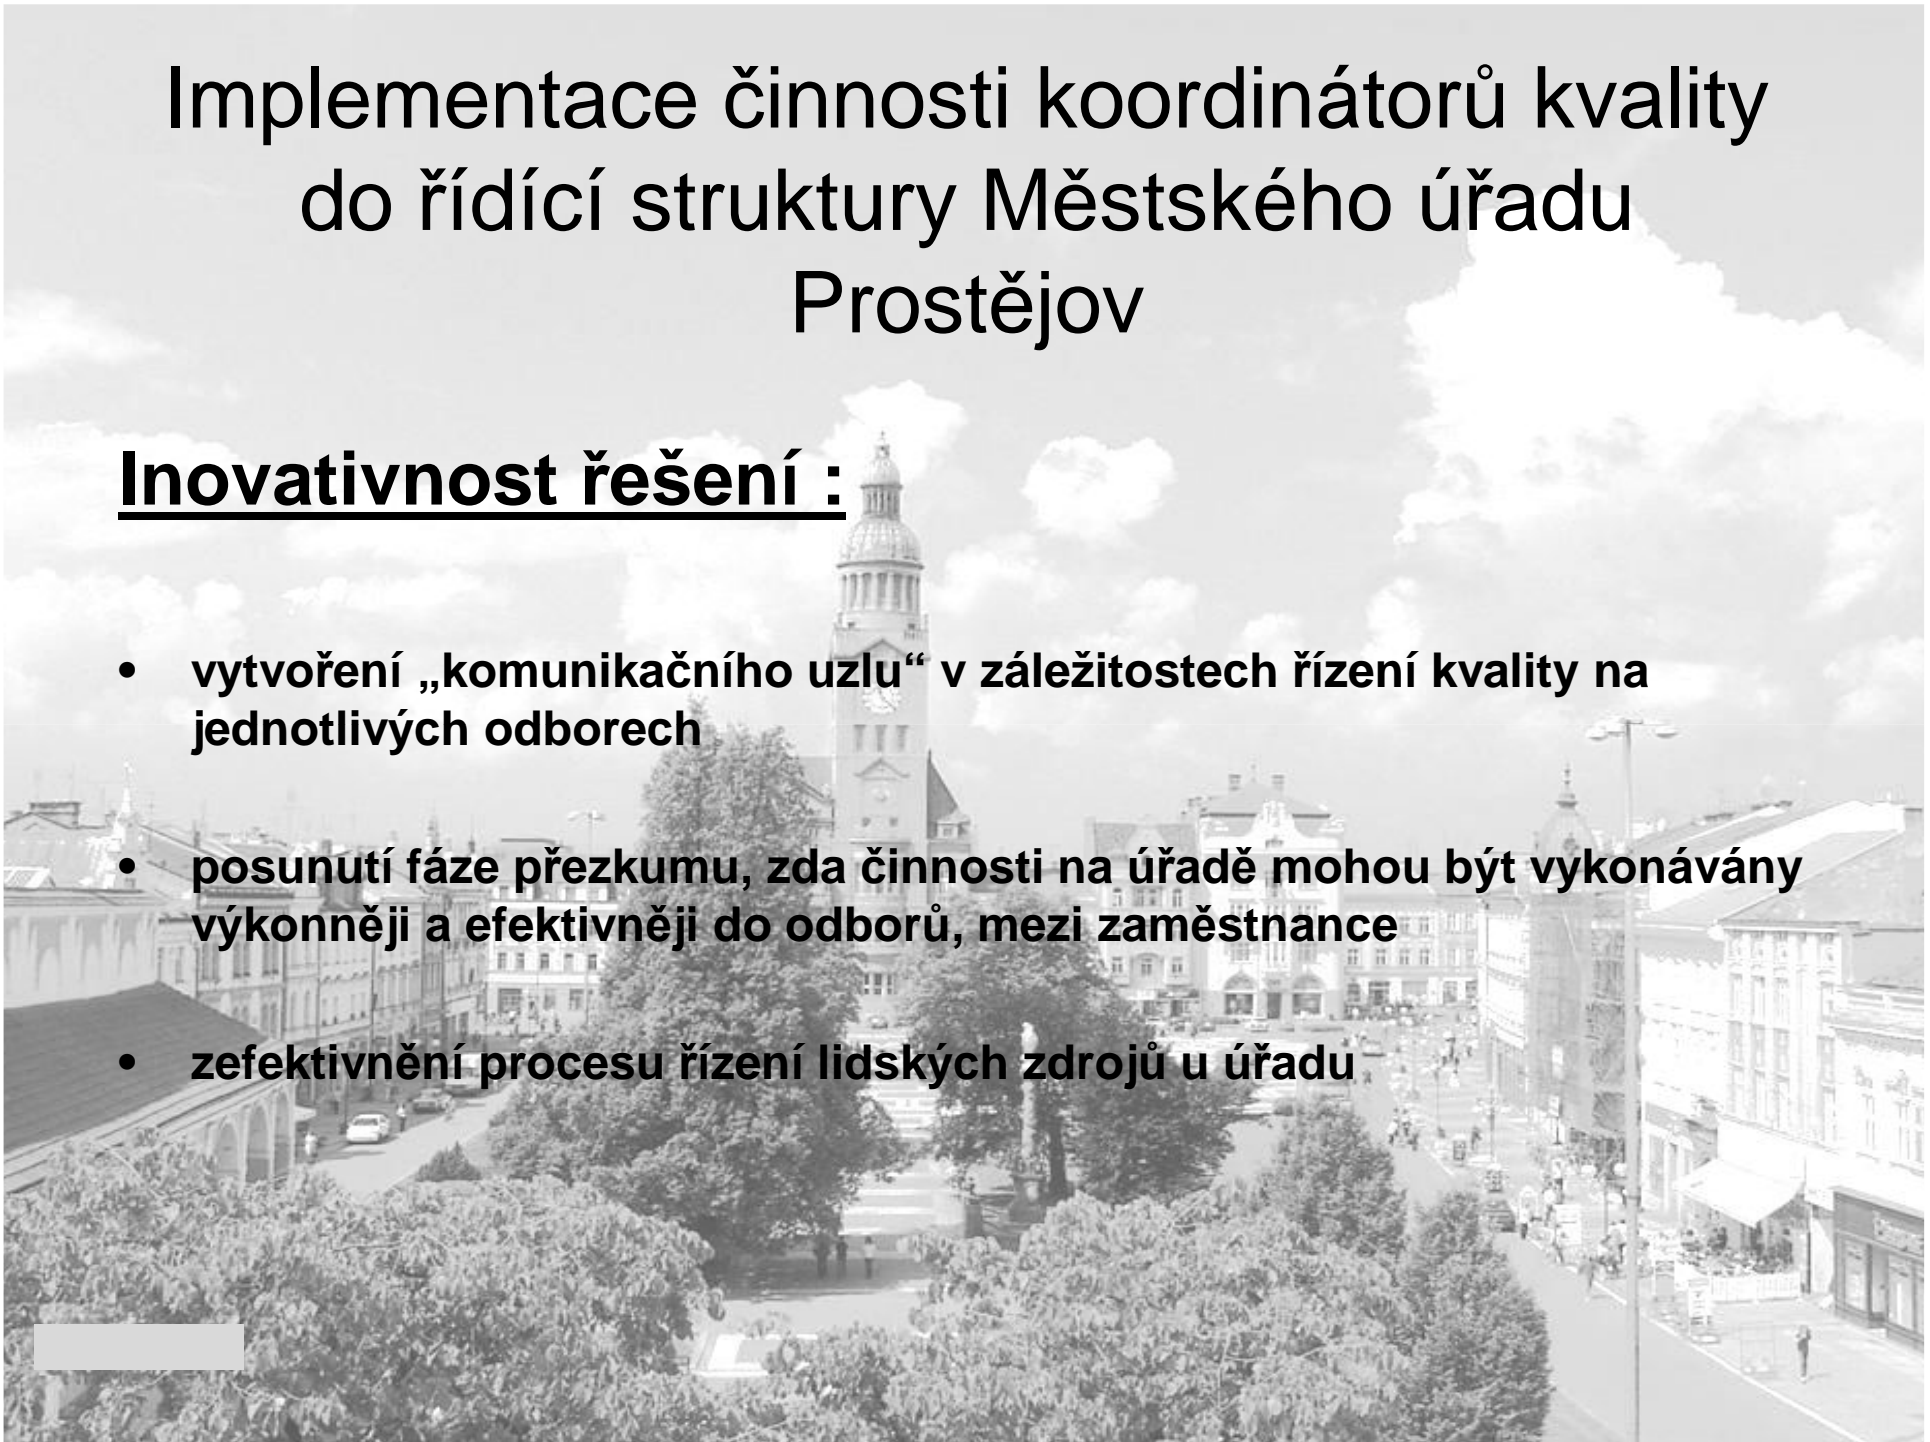 Implementace činnosti koordinátorů kvality
do řídící struktury Městského úřadu
Prostějov
Inovativnost řešení :
• vytvoření „komunikačního uzlu“ v záležitostech řízení kvality na
jednotlivých odborech
• posunutí fáze přezkumu, zda činnosti na úřadě mohou být vykonávány
výkonněji a efektivněji do odborů, mezi zaměstnance
• zefektivnění procesu řízení lidských zdrojů u úřadu